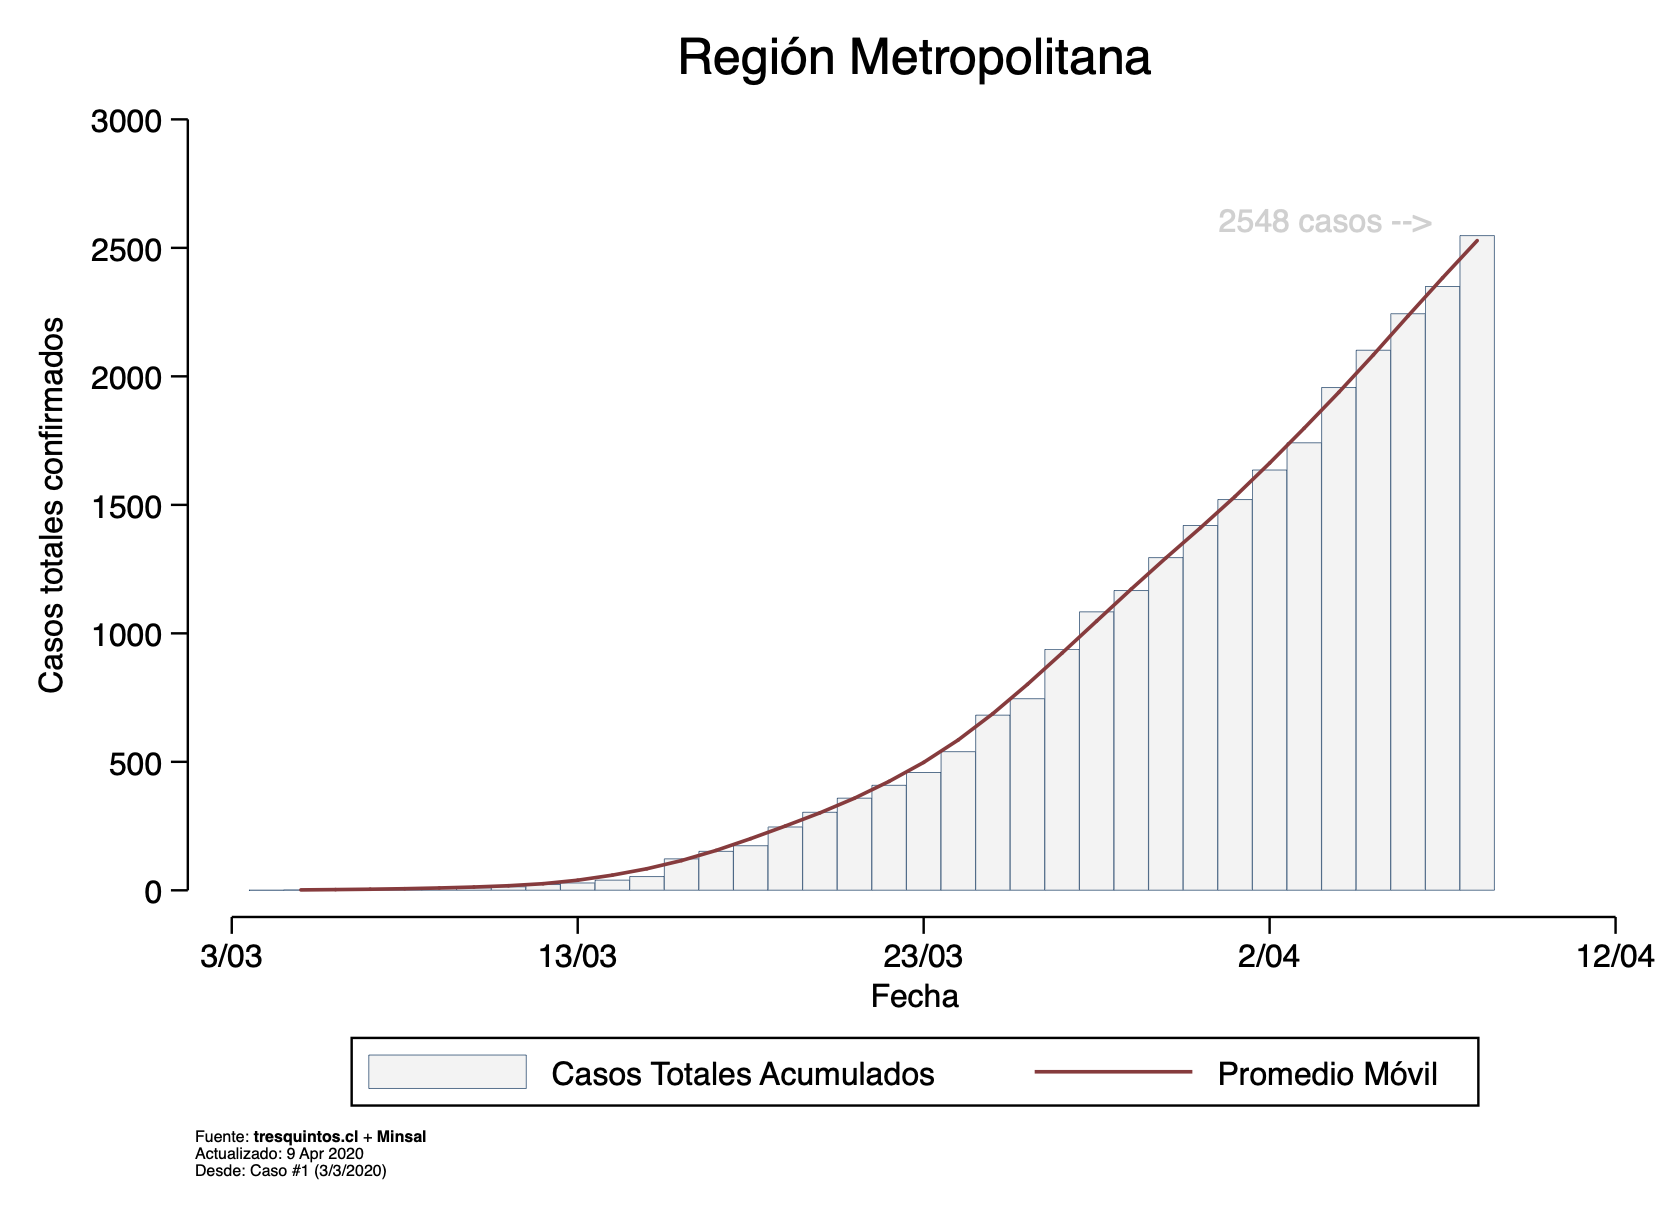 Región Metropolitana
3000
2500
2000
1500
1000
500
0
Casos totales confirmados
2548 casos -->
3/03 13/03 23/03 2/04 12/04
Fecha
Casos Totales Acumulados Promedio Móvil
Fuente: tresquintos.cl + Minsal
Actualizado: 9 Apr 2020
Desde: Caso #1 (3/3/2020)